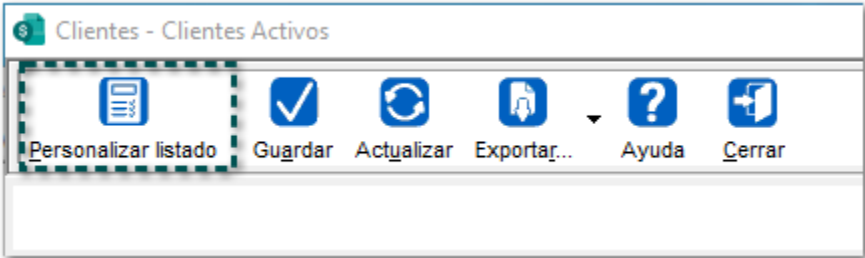 Clientes - Clientes Activos
Personalizar listado Guardar Actualizar Exportar... Ayuda Cerrar